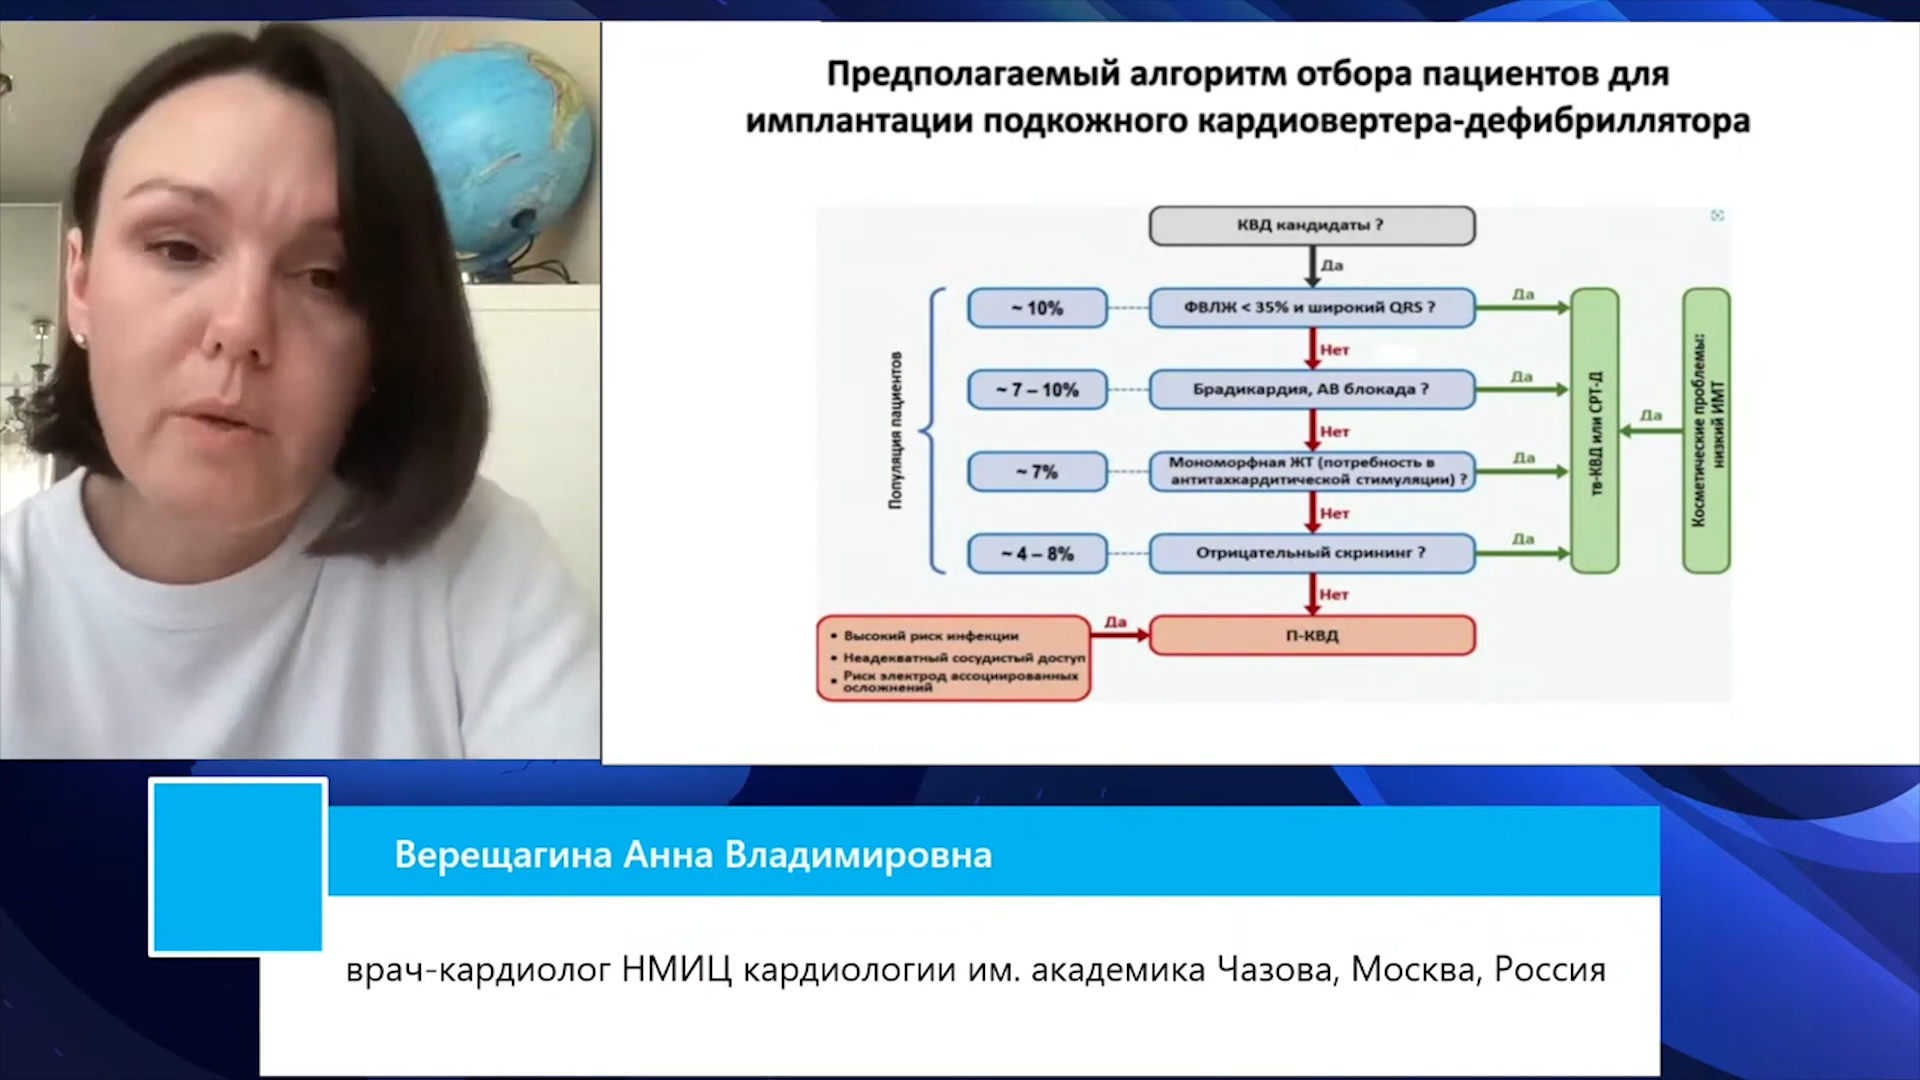 Предполагаемый алгоритм отбора пациентов для
имплантации подкожного кардиовертера-дефибриллятора
КВД кандидаты ?
Да
~ 10%
ФВЛЖ < 35% и широкий QRS ?
Да
Нет
~ 7 – 10%
Брадикардия, АВ блокада ?
Да
Нет
~ 7%
Мономорфная ЖТ (потребность в
антитахкардитической стимуляции) ?
Да
Нет
~ 4 – 8%
Отрицательный скрининг ?
Да
Нет
Популяция пациентов
тв-КВД или СРТ-Д
Да
Косметические проблемы:
низкий ИМТ
• Высокий риск инфекции
• Неадекватный сосудистый доступ
• Риск электрод ассоциированных
осложнений
Да
П-КВД
Верещагина Анна Владимировна
врач-кардиолог НМИЦ кардиологии им. академика Чазова, Москва, Россия